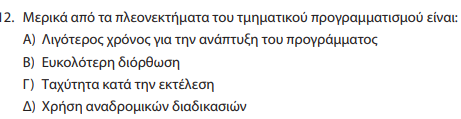 12. Μερικά από τα πλεονεκτήματα του τμηματικού προγραμματισμού είναι:
Α) Λιγότερος χρόνος για την ανάπτυξη του προγράμματος
Β) Ευκολότερη διόρθωση
Γ) Ταχύτητα κατά την εκτέλεση
Δ) Χρήση αναδρομικών διαδικασιών